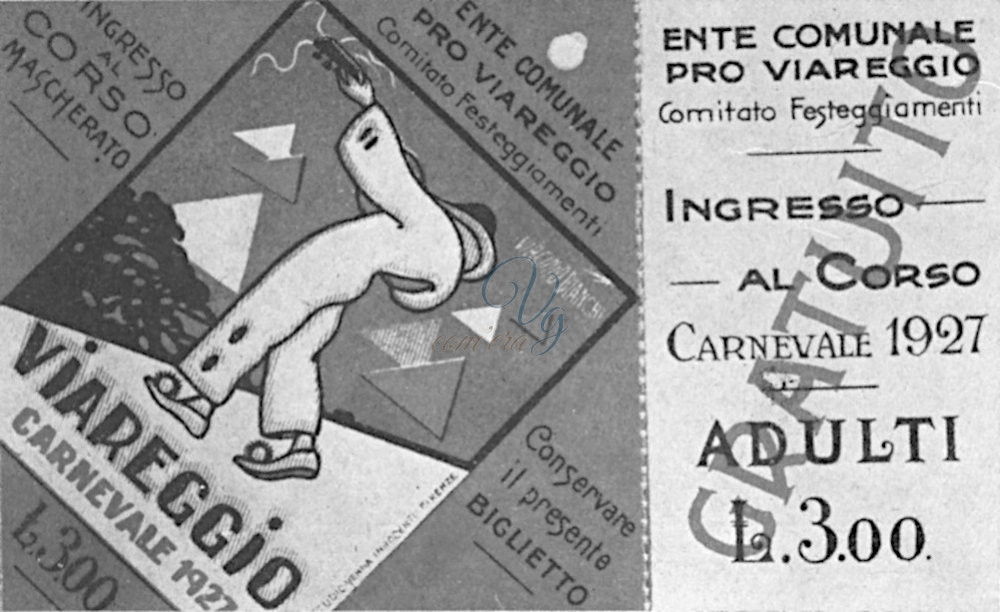 INGRESSO
AL
CORSO
MASCHERATO
ENTE COMUNALE
PRO VIAREGGIO
Comitato Festeggiamenti
VIAREGGIO
CARNEVALE 1927
L. 3.00
Conservare
il presente
BIGLIETTO
ENTE COMUNALE
PRO VIAREGGIO
Comitato Festeggiamenti
INGRESSO
AL CORSO
CARNEVALE 1927
ADULTI
L. 3.00.
GRATUITO